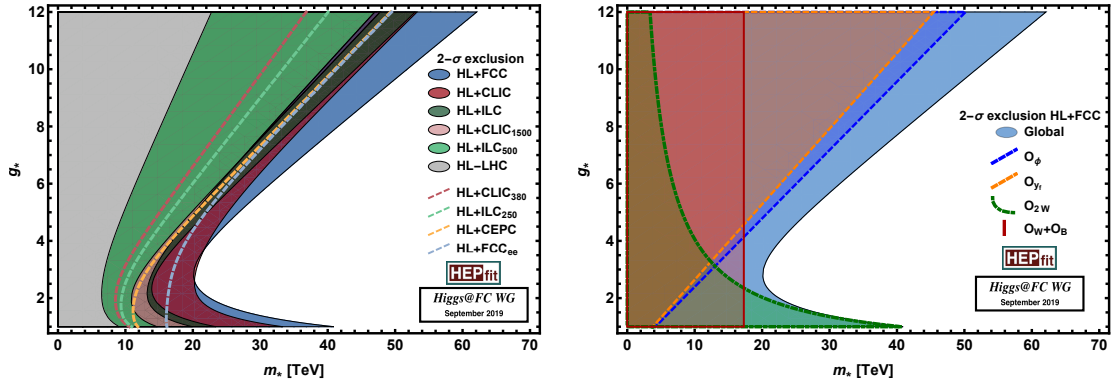 12
10
8
6
4
2
g*
0 10 20 30 40 50 60 70
m* [TeV]
2-σ exclusion
HL+FCC
HL+CLIC
HL+ILC
HL+CLIC1500
HL+ILC500
HL-LHC
HL+CLIC380
HL+ILC250
HL+CEPC
HL+FCCee
HEPfit
Higgs@FC WG
September 2019
12
10
8
6
4
2
g*
0 10 20 30 40 50 60 70
m* [TeV]
2-σ exclusion HL+FCC
Global
Oφ
Oyf
O2W
OW+OB
HEPfit
Higgs@FC WG
September 2019